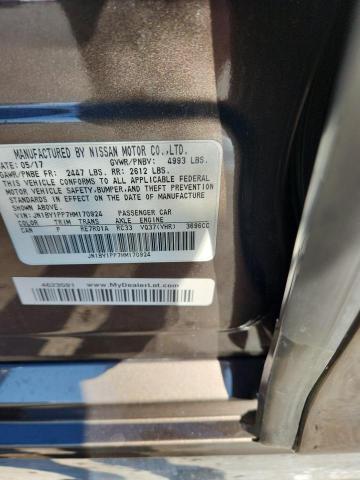 MANUFACTURED BY NISSAN MOTOR CO.,LTD.
DATE: 05/17 GVWR/PNBV: 4993 LBS.
GAWR/PNBE FR: 2447 LBS. RR: 2612 LBS.
THIS VEHICLE CONFORMS TO ALL APPLICABLE FEDERAL
MOTOR VEHICLE SAFETY, BUMPER, AND THEFT PREVENTION
STANDARDS IN EFFECT ON THE DATE OF MANUFACTURE
SHOWN ABOVE.
VIN: JN1BY1PP7HM170924 PASSENGER CAR
COLOR TRIM TRANS AXLE ENGINE
CAN P RE7R01A RC33 VQ37(VHR) 3696CC
JN1BY1PP7HM170924
4623091 www.MyDealerLot.com